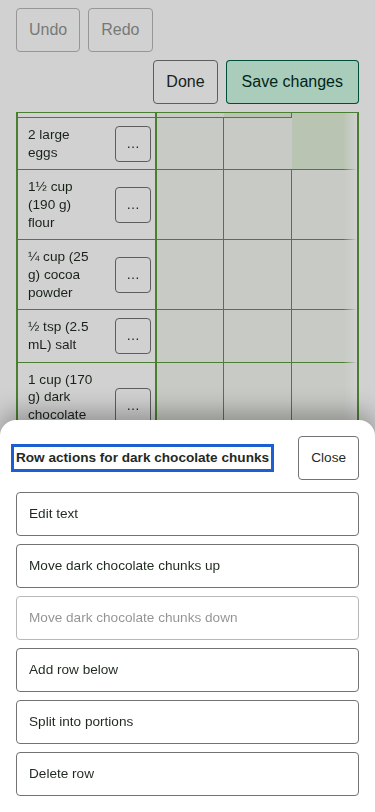 Undo Redo
Done Save changes
2 large
eggs
...
1½ cup
(190 g)
flour
...
¼ cup (25
g) cocoa
powder
...
½ tsp (2.5
mL) salt
...
1 cup (170
g) dark
chocolate
...
Row actions for dark chocolate chunks Close
Edit text
Move dark chocolate chunks up
Move dark chocolate chunks down
Add row below
Split into portions
Delete row